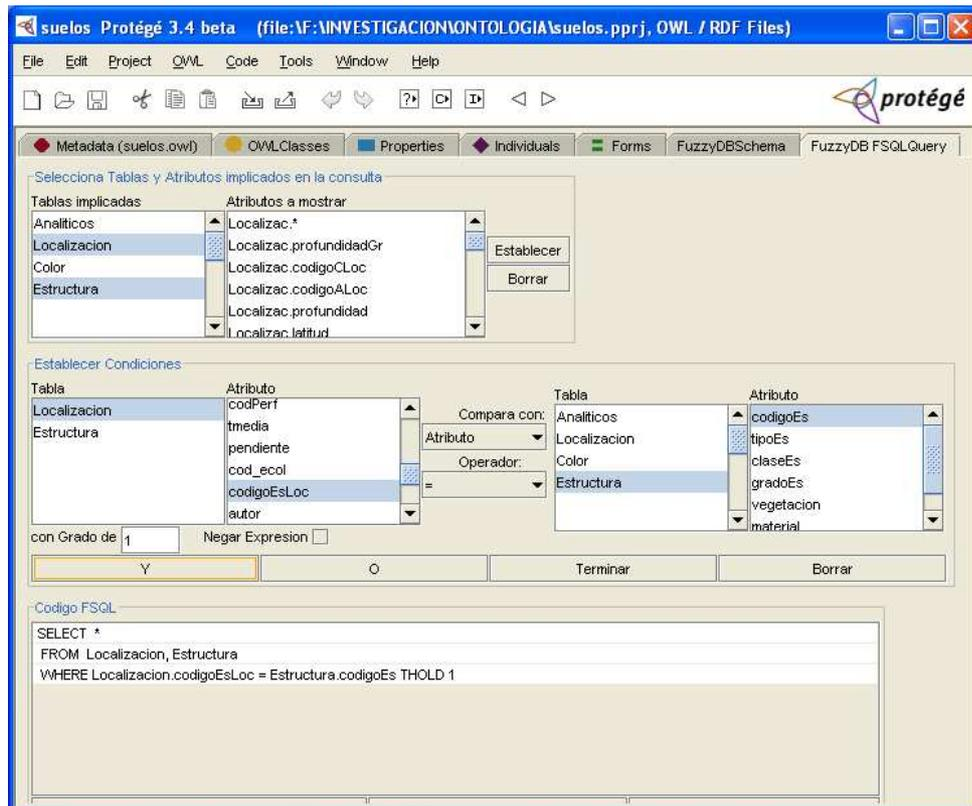 suelos Protégé 3.4 beta (file:\F:\INVESTIGACION\ONTOLOGIA\suelos.pprj, OWL / RDF Files)
File Edit Project OWL Code Tools Window Help
protégé
Metadata (suelos.owl) OWLClasses Properties Individuals Forms FuzzyDBSchema FuzzyDB FSQLQuery
Selecciona Tablas y Atributos implicados en la consulta
Tablas implicadas Atributos a mostrar
Analiticos Localizac.*
Localizacion Localizac.profundidadGr
Color Localizac.codigoCLoc
Estructura Localizac.codigoALoc
Localizac.profundidad
Localizac.latitud
Establecer
Borrar
Establecer Condiciones
Tabla Atributo
Localizacion codPerf
Estructura tmedia
pendiente
cod_ecol
codigoEsLoc
autor
Compara con:
Atributo
Operador:
=
Tabla Atributo
Analiticos codigoEs
Localizacion tipoEs
Color claseEs
Estructura gradoEs
vegetacion
material
con Grado de 1 Negar Expresion
Y O Terminar Borrar
Codigo FSQL
SELECT *
FROM Localizacion, Estructura
WHERE Localizacion.codigoEsLoc = Estructura.codigoEs THOLD 1